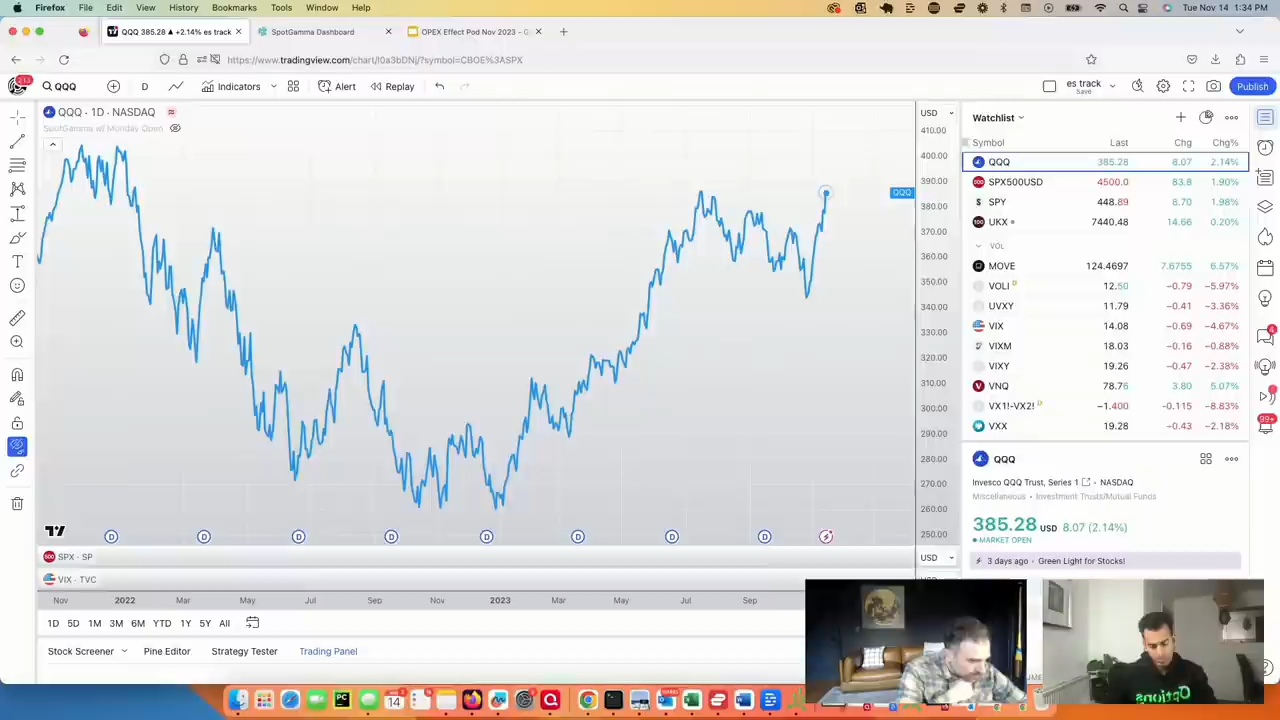 Firefox File Edit View History Bookmarks Tools Window Help Tue Nov 14 1:34 PM
QQQ 385.28 ▲ +2.14% es track SpotGamma Dashboard OPEX Effect Pod Nov 2023 - G
https://www.tradingview.com/chart/l0a3bDNj/?symbol=CBOE%3ASPX
213 QQQ D Indicators Alert Replay es track Save Publish
QQQ · 1D · NASDAQ USD
SpotGamma w/ Monday Open
410.00
400.00
390.00
QQQ
380.00
370.00
360.00
350.00
340.00
330.00
320.00
310.00
300.00
290.00
280.00
270.00
260.00
250.00
D D D D D D D D
SPX · SP USD
VIX · TVC
Nov 2022 Mar May Jul Sep Nov 2023 Mar May Jul Sep
1D 5D 1M 3M 6M YTD 1Y 5Y All
Stock Screener Pine Editor Strategy Tester Trading Panel
Watchlist
Symbol Last Chg Chg%
QQQ 385.28 8.07 2.14%
SPX500USD 4500.0 83.8 1.90%
SPY 448.89 8.70 1.98%
UKX 7440.48 14.66 0.20%
VOL
MOVE 124.4697 7.6755 6.57%
VOLI D 12.50 −0.79 −5.97%
UVXY 11.79 −0.41 −3.36%
VIX 14.08 −0.69 −4.67%
VIXM 18.03 −0.16 −0.88%
VIXY 19.26 −0.47 −2.38%
VNQ 78.76 3.80 5.07%
VX1!-VX2! D −1.400 −0.115 −8.83%
VXX 19.28 −0.43 −2.18%
QQQ
Invesco QQQ Trust, Series 1 · NASDAQ
Miscellaneous · Investment Trusts/Mutual Funds
385.28 USD 8.07 (2.14%)
MARKET OPEN
3 days ago · Green Light for Stocks!
4
99+
Options
PC
14